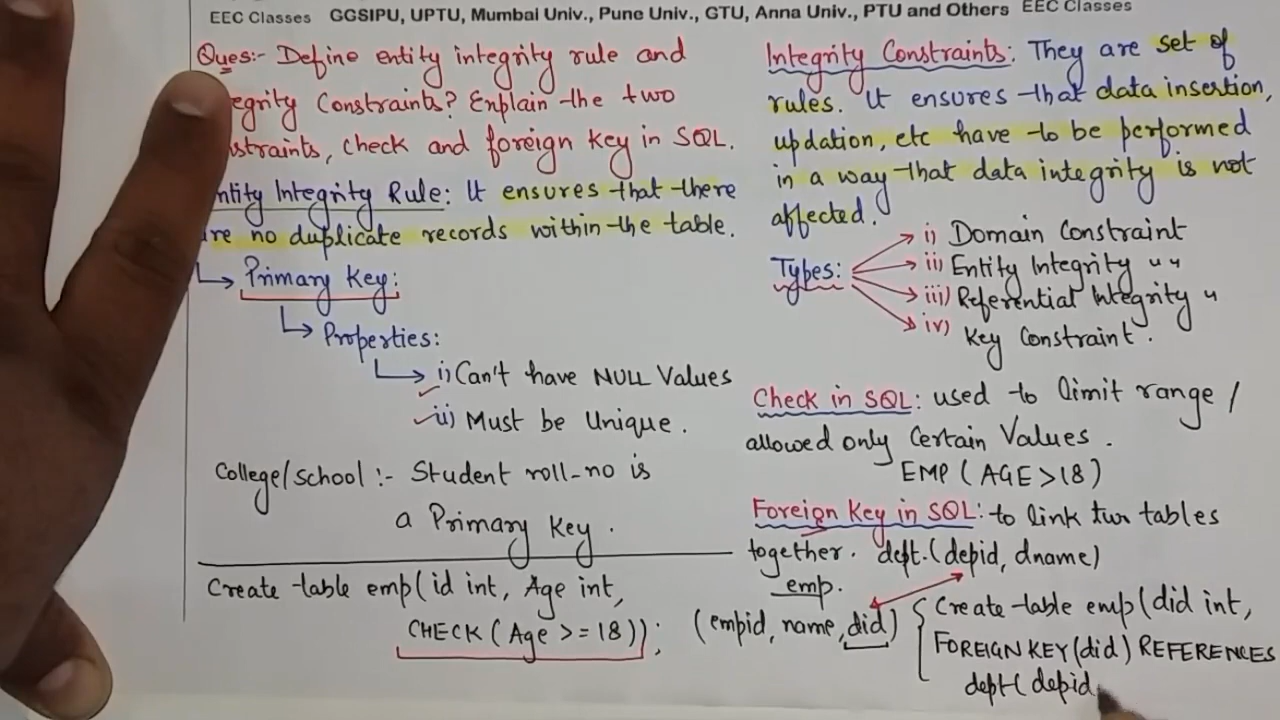 EEC Classes GGSIPU, UPTU, Mumbai Univ., Pune Univ., GTU, Anna Univ., PTU and Others EEC Classes
Ques:- Define entity integrity rule and
egrity Constraints? Explain the two
straints, check and foreign key in SQL.
ntity Integrity Rule: It ensures that there
re no duplicate records within the table.
Primary Key:
Properties:
i) Can't have NULL Values
ii) Must be Unique.
College/School :- Student roll-no is
a Primary Key.
Create table emp(id int, Age int,
CHECK(Age >= 18));
Integrity Constraints: They are set of
rules. It ensures that data insertion,
updation, etc have to be performed
in a way that data integrity is not
affected.
Types:
i) Domain Constraint
ii) Entity Integrity " "
iii) Referential Integrity "
iv) Key Constraint.
Check in SQL: used to limit range /
allowed only Certain Values.
EMP (AGE>18)
Foreign Key in SQL: to link two tables
together. dept.(depid, dname)
emp.
(empid, name, did)
Create table emp(did int,
FOREIGN KEY(did) REFERENCES
dept(depid